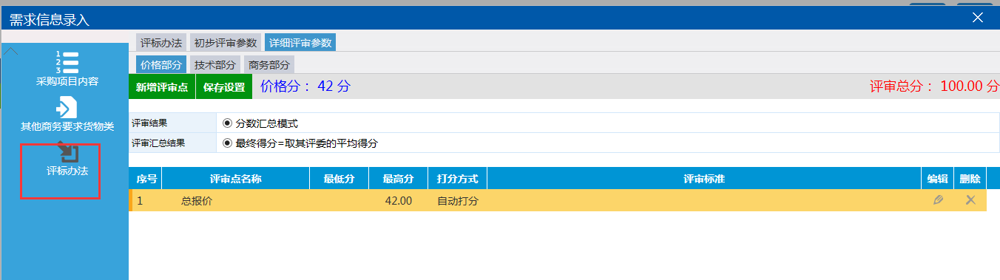 需求信息录入
1
2
3
采购项目内容
其他商务要求货物类
评标办法
评标办法 初步评审参数 详细评审参数
价格部分 技术部分 商务部分
新增评审点 保存设置 价格分： 42 分 评审总分： 100.00 分
评审结果 分数汇总模式
评审汇总结果 最终得分=取其评委的平均得分
序号 评审点名称 最低分 最高分 打分方式 评审标准 编辑 删除
1 总报价 42.00 自动打分